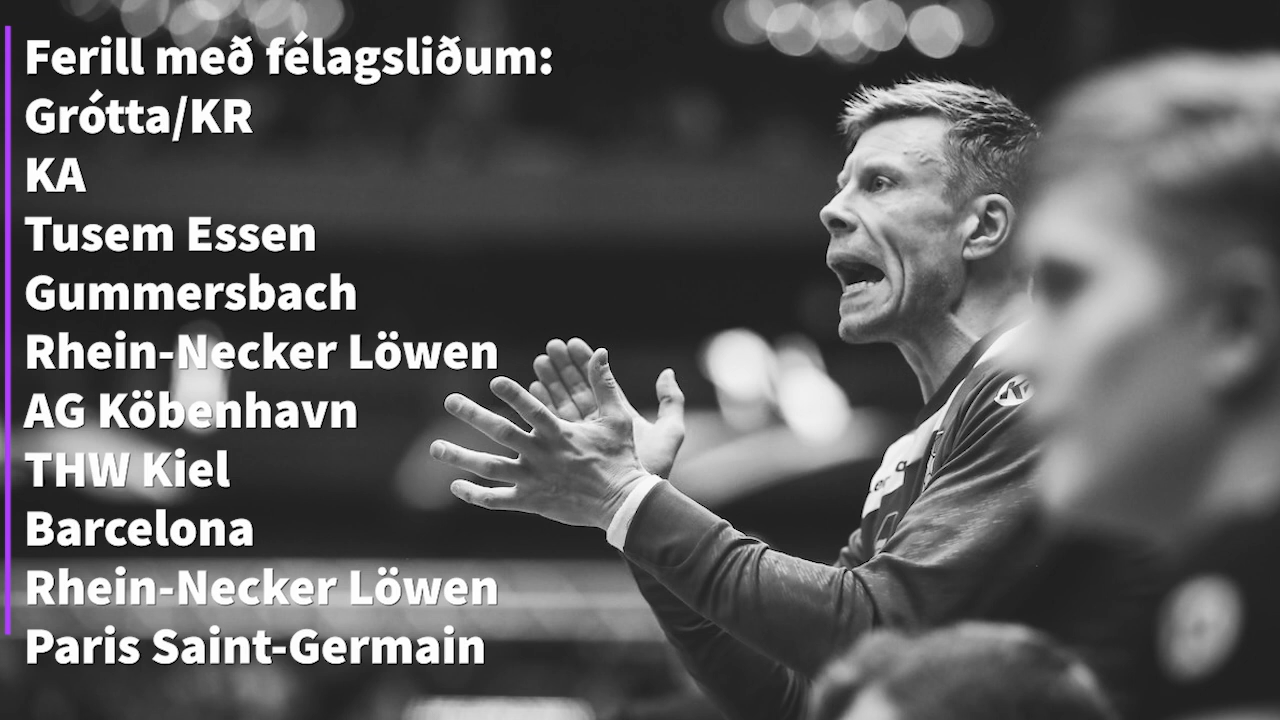 Ferill með félagsliðum:
Grótta/KR
KA
Tusem Essen
Gummersbach
Rhein-Necker Löwen
AG Köbenhavn
THW Kiel
Barcelona
Rhein-Necker Löwen
Paris Saint-Germain